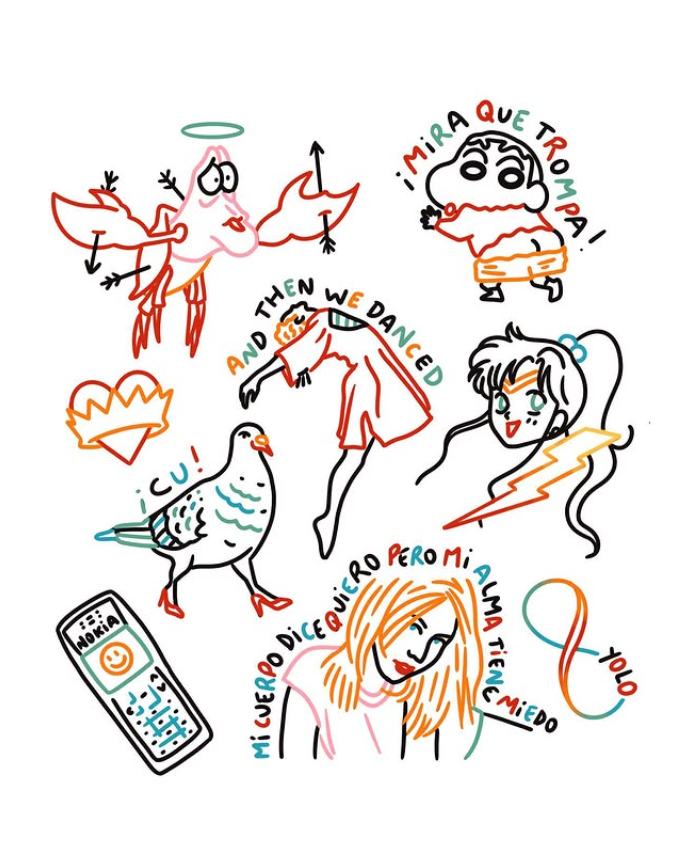 ¡MiRA QUE TROMPA!
AND THEN WE DANCED
¡CU!
NOKIA
Mi CUERPO DiCE QUiERO PERO Mi ALMA TiENE MiEDO
YOLO